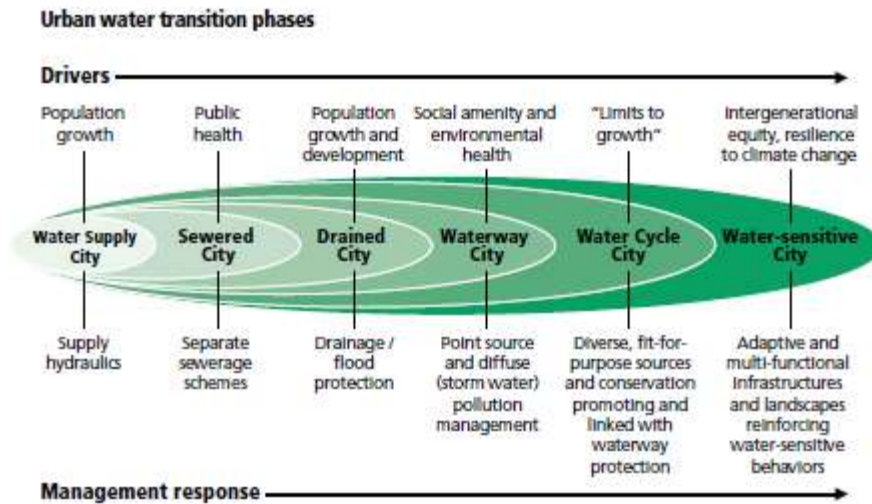 Urban water transition phases
Drivers
Population
growth
Public
health
Population
growth and
development
Social amenity and
environmental
health
"Limits to
growth"
Intergenerational
equity, resilience
to climate change
Water Supply
City
Sewered
City
Drained
City
Waterway
City
Water Cycle
City
Water-sensitive
City
Supply
hydraulics
Separate
sewerage
schemes
Drainage /
flood
protection
Point source
and diffuse
(storm water)
pollution
management
Diverse, fit-for-
purpose sources
and conservation
promoting and
linked with
waterway
protection
Adaptive and
multi-functional
infrastructures
and landscapes
reinforcing
water-sensitive
behaviors
Management response